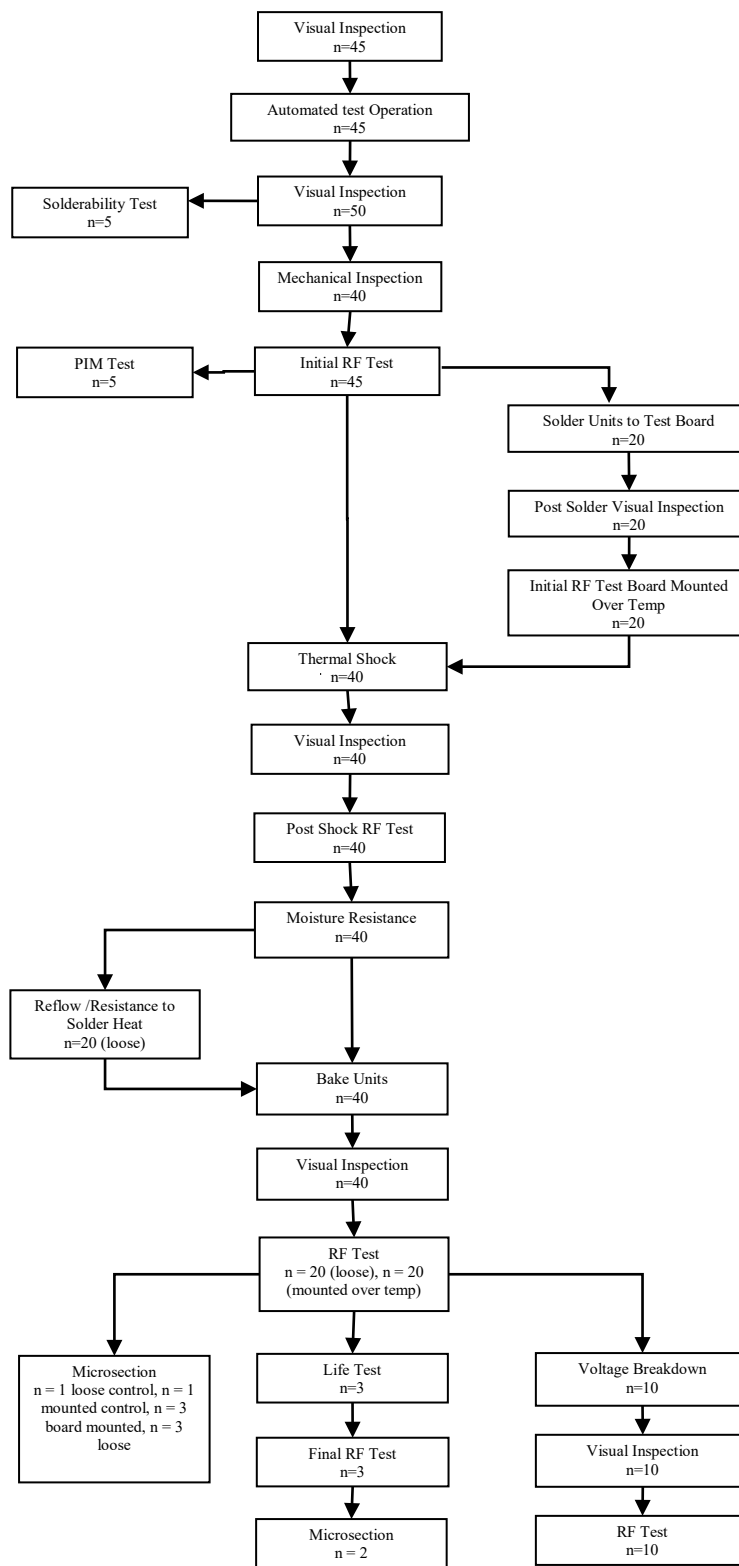 Visual Inspection
n=45
Automated test Operation
n=45
Solderability Test
n=5
Visual Inspection
n=50
Mechanical Inspection
n=40
PIM Test
n=5
Initial RF Test
n=45
Solder Units to Test Board
n=20
Post Solder Visual Inspection
n=20
Initial RF Test Board Mounted
Over Temp
n=20
Thermal Shock
n=40
Visual Inspection
n=40
Post Shock RF Test
n=40
Moisture Resistance
n=40
Reflow /Resistance to
Solder Heat
n=20 (loose)
Bake Units
n=40
Visual Inspection
n=40
RF Test
n = 20 (loose), n = 20
(mounted over temp)
Microsection
n = 1 loose control, n = 1
mounted control, n = 3
board mounted, n = 3
loose
Life Test
n=3
Final RF Test
n=3
Microsection
n = 2
Voltage Breakdown
n=10
Visual Inspection
n=10
RF Test
n=10